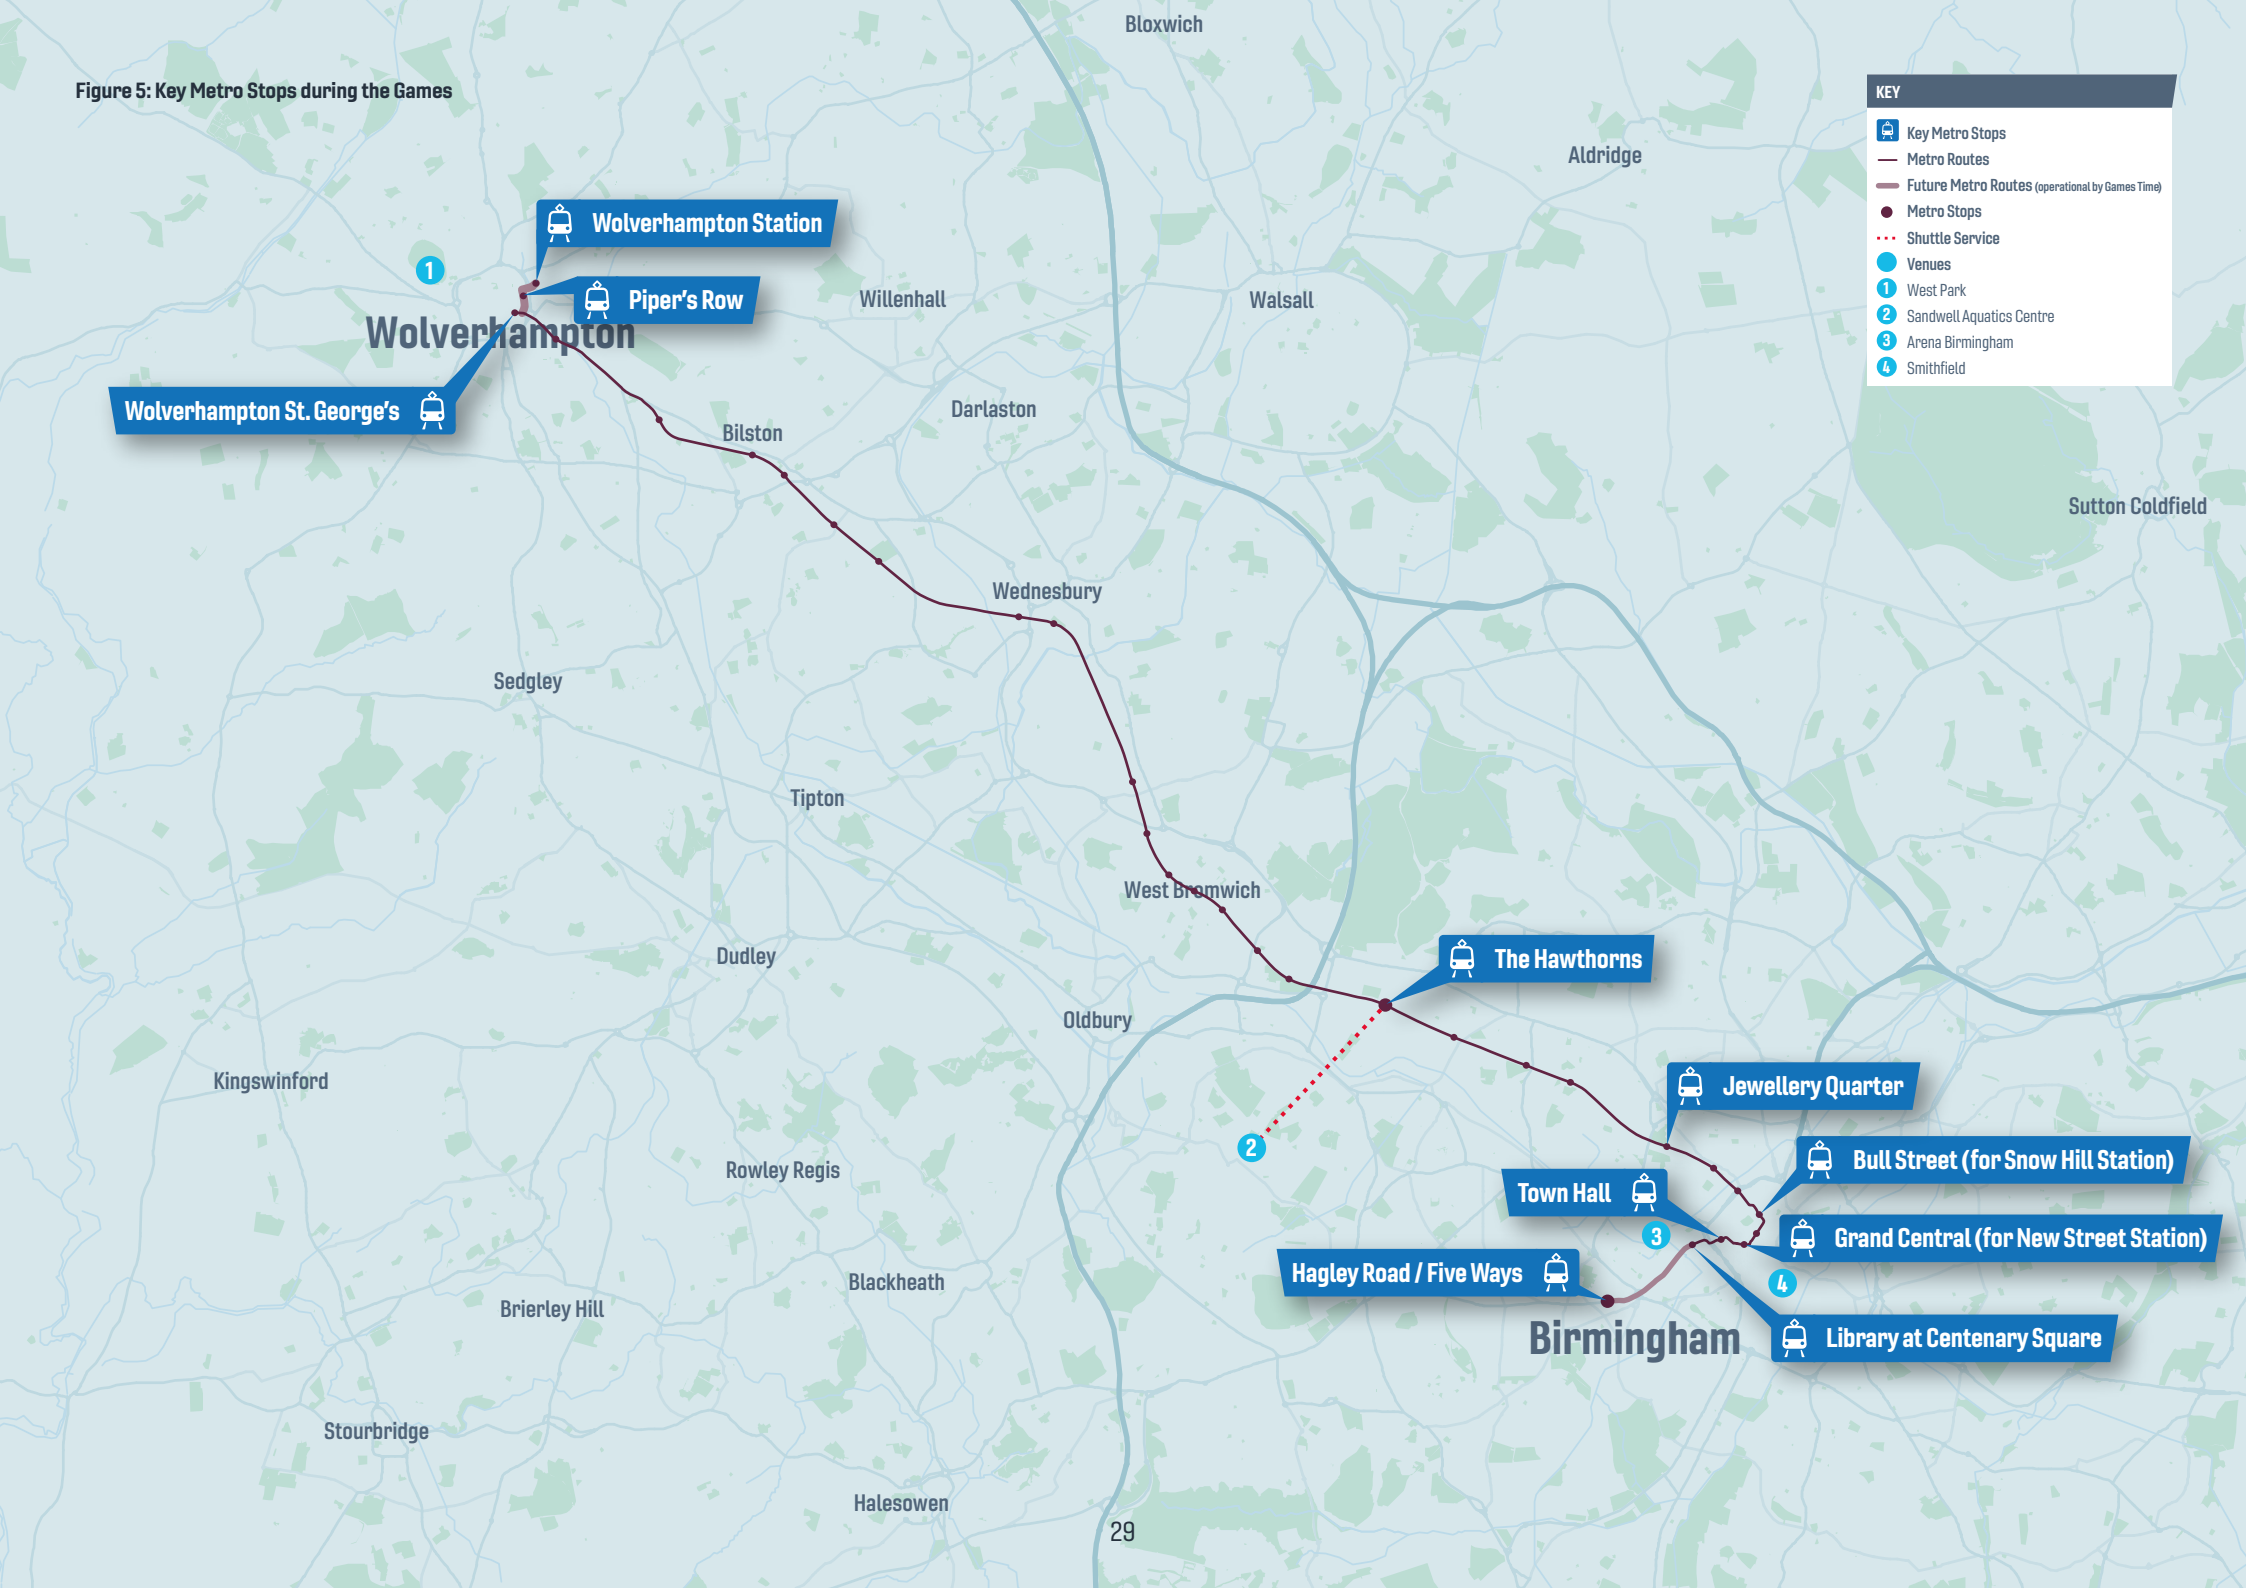 Bloxwich
Figure 5: Key Metro Stops during the Games
KEY
Key Metro Stops
Metro Routes
Future Metro Routes (operational by Games Time)
Metro Stops
Shuttle Service
Venues
1 West Park
2 Sandwell Aquatics Centre
3 Arena Birmingham
4 Smithfield
Aldridge
Wolverhampton Station
1
Piper's Row
Willenhall
Walsall
Wolverhampton
Wolverhampton St. George's
Darlaston
Bilston
Sutton Coldfield
Wednesbury
Sedgley
Tipton
West Bromwich
Dudley
The Hawthorns
Oldbury
Kingswinford
Jewellery Quarter
2
Rowley Regis
Bull Street (for Snow Hill Station)
Town Hall
3
Grand Central (for New Street Station)
Hagley Road / Five Ways
Blackheath
4
Brierley Hill
Birmingham
Library at Centenary Square
Stourbridge
Halesowen
29